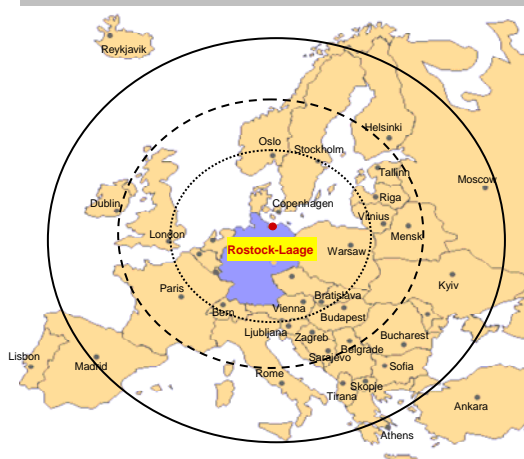 Reykjavik
Helsinki
Oslo
Stockholm
Tallinn
Moscow
Dublin
Copenhagen
Riga
Vilnius
London
Mensk
Rostock-Laage
Warsaw
Kyiv
Paris
Bratislava
Vienna
Bern
Budapest
Ljubljana
Zagreb
Bucharest
Belgrade
Lisbon
Madrid
Sarajevo
Rome
Sofia
Skopje
Tirana
Ankara
Athens